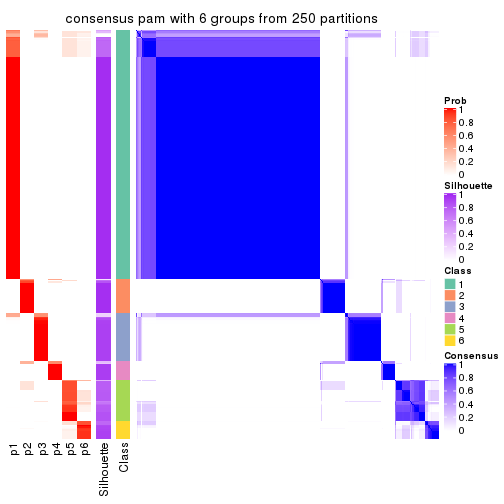 consensus pam with 6 groups from 250 partitions
Prob
1
0.8
0.6
0.4
0.2
0
Silhouette
1
0.8
0.6
0.4
0.2
0
Class
1
2
3
4
5
6
Consensus
1
0.8
0.6
0.4
0.2
0
p1
p2
p3
p4
p5
p6
Silhouette
Class